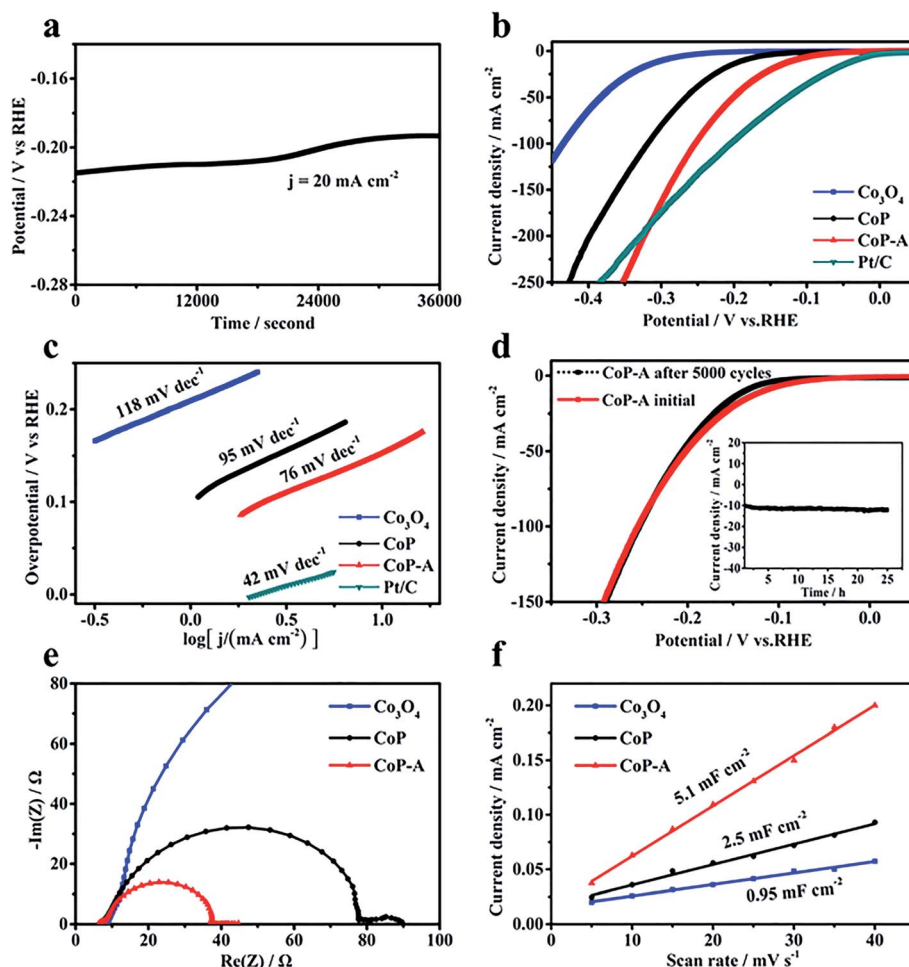 a
-0.16
-0.20
-0.24
-0.28
Potential / V vs RHE
j = 20 mA cm⁻²
0
12000
24000
36000
Time / second
b
0
-50
-100
-150
-200
-250
Current density / mA cm⁻²
Co₃O₄
CoP
CoP-A
Pt/C
-0.4
-0.3
-0.2
-0.1
0.0
Potential / V vs.RHE
c
0.2
0.1
0.0
Overpotential / V vs RHE
118 mV dec⁻¹
95 mV dec⁻¹
76 mV dec⁻¹
42 mV dec⁻¹
Co₃O₄
CoP
CoP-A
Pt/C
-0.5
0.0
0.5
1.0
log[ j/(mA cm⁻²) ]
d
0
-50
-100
-150
Current density / mA cm⁻²
CoP-A after 5000 cycles
CoP-A initial
20
10
0
-10
-20
-30
-40
Current density / mA cm⁻²
5
10
15
20
25
Time / h
-0.3
-0.2
-0.1
0.0
Potential / V vs.RHE
e
80
60
40
20
0
-Im(Z) / Ω
Co₃O₄
CoP
CoP-A
0
20
40
60
80
100
Re(Z) / Ω
f
0.20
0.15
0.10
0.05
0.00
Current density / mA cm⁻²
Co₃O₄
CoP
CoP-A
5.1 mF cm⁻²
2.5 mF cm⁻²
0.95 mF cm⁻²
0
10
20
30
40
Scan rate / mV s⁻¹